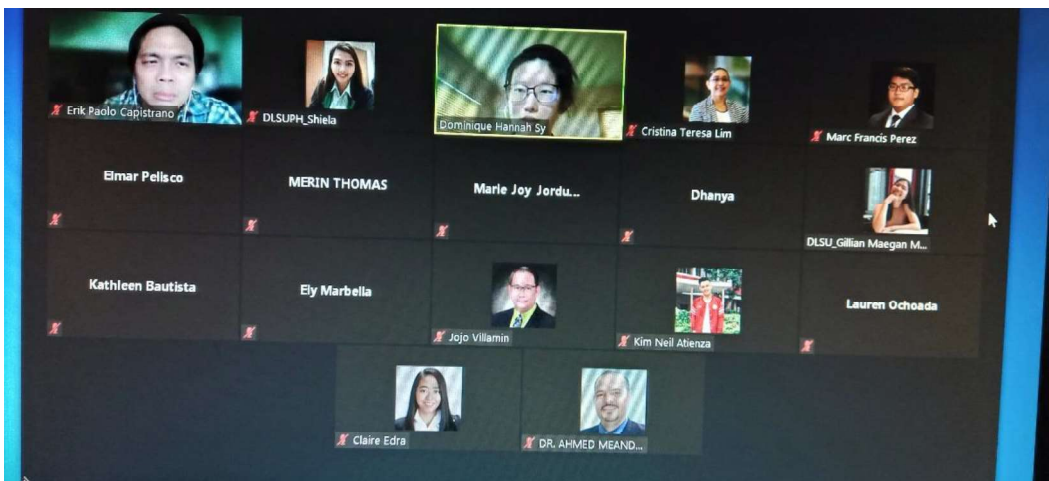 Erik Paolo Capistrano
DLSUPH_Shiela
Dominique Hannah Sy
Cristina Teresa Lim
Marc Francis Perez
Elmar Pelisco
MERIN THOMAS
Marie Joy Jordu...
Dhanya
DLSU_Gillian Maegan M...
Kathleen Bautista
Ely Marbella
Jojo Villamin
Kim Neil Atienza
Lauren Ochoada
Claire Edra
DR. AHMED MEAND...